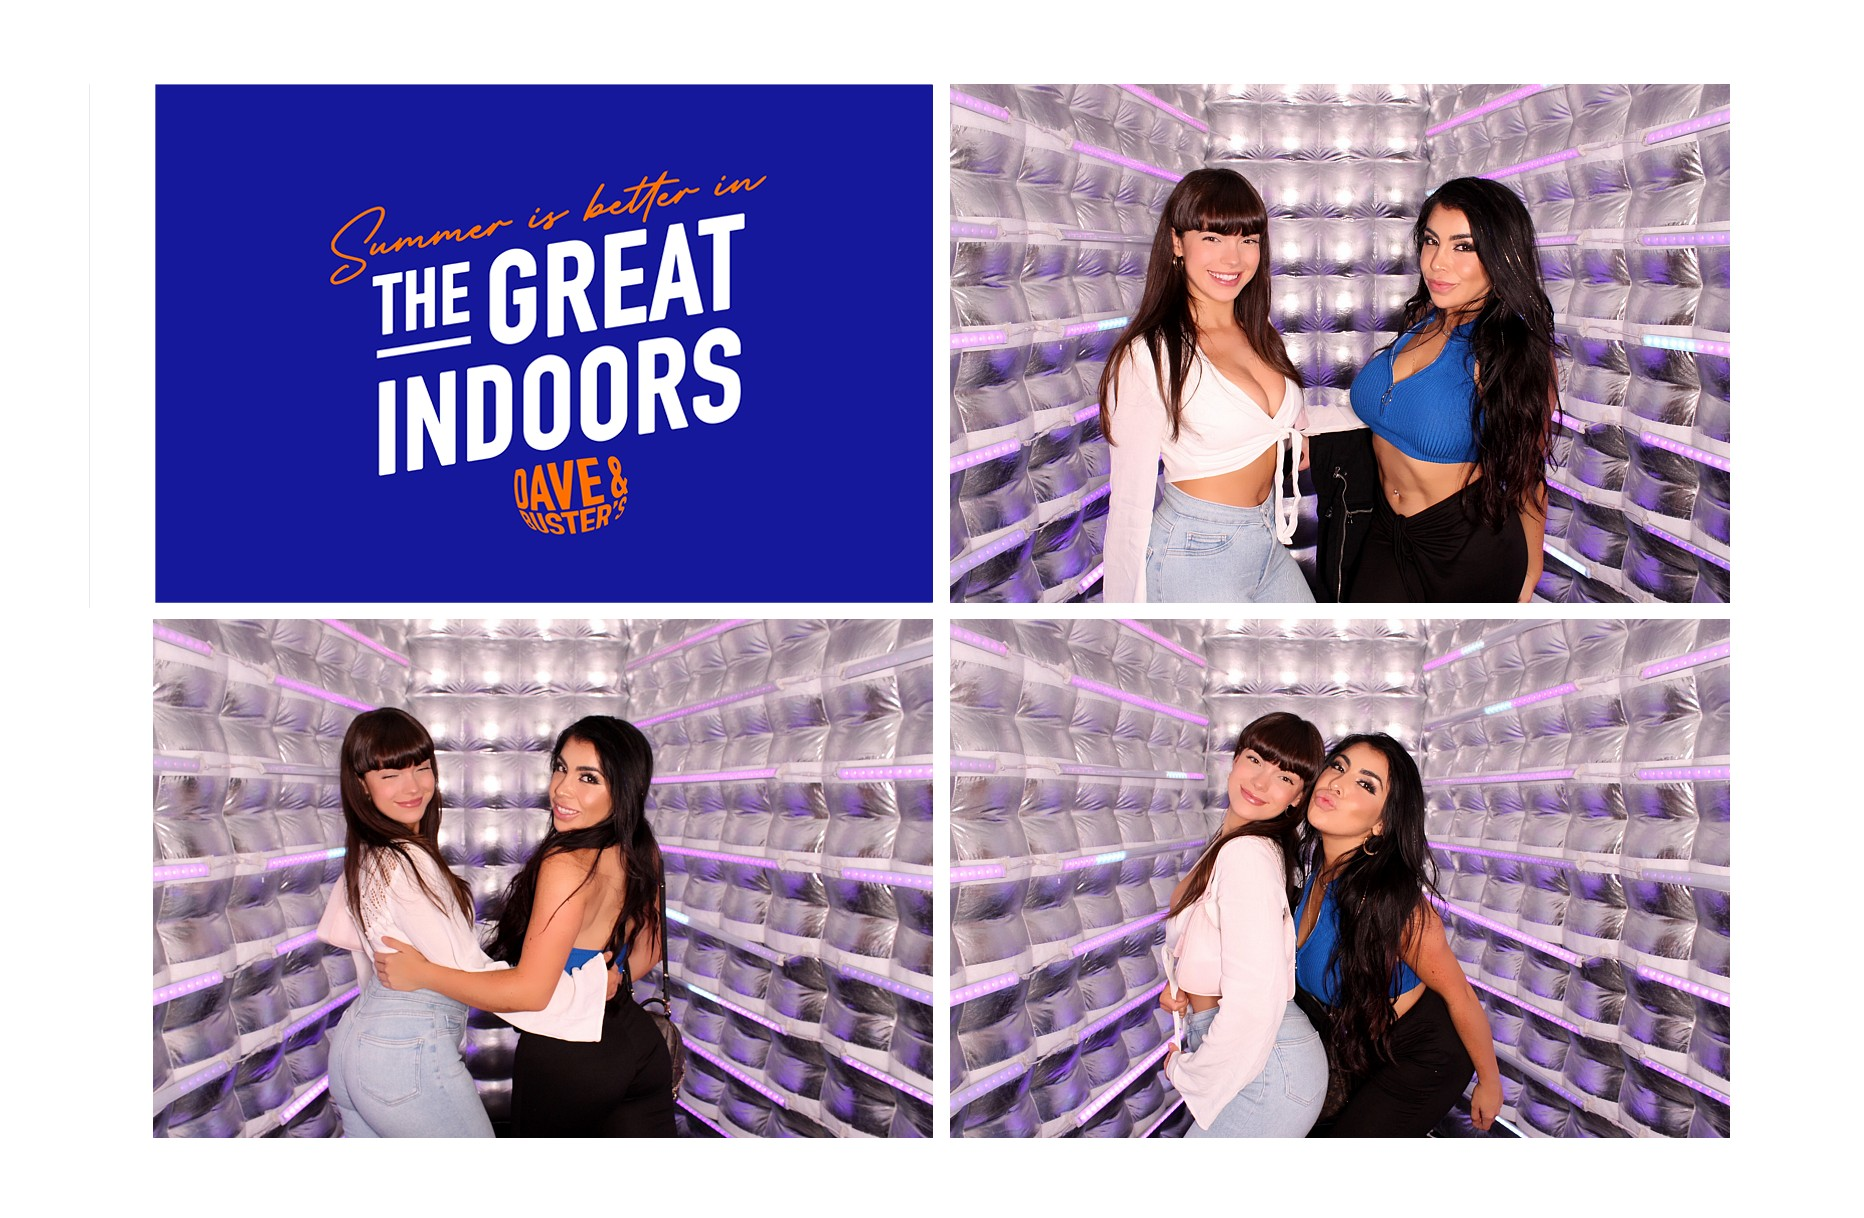 Summer is better in
THE GREAT
INDOORS
DAVE &
BUSTER'S